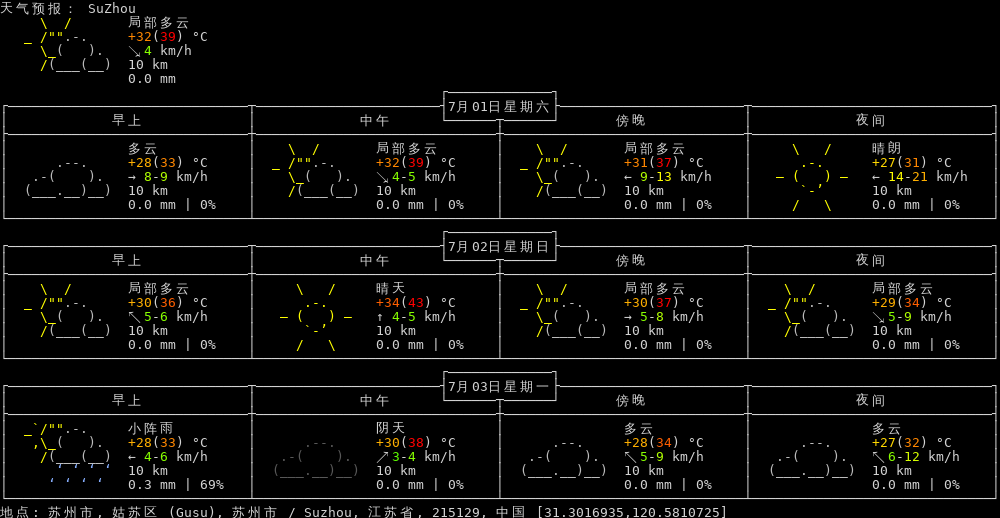 天气预报: SuZhou
局部多云
+32(39) °C
↘ 4 km/h
10 km
0.0 mm
7月01日星期六
早上 中午 傍晚 夜间
多云 局部多云 局部多云 晴朗
+28(33) °C +32(39) °C +31(37) °C +27(31) °C
→ 8-9 km/h ↘ 4-5 km/h ← 9-13 km/h ← 14-21 km/h
10 km 10 km 10 km 10 km
0.0 mm | 0% 0.0 mm | 0% 0.0 mm | 0% 0.0 mm | 0%
7月02日星期日
早上 中午 傍晚 夜间
局部多云 晴天 局部多云 局部多云
+30(36) °C +34(43) °C +30(37) °C +29(34) °C
↖ 5-6 km/h ↑ 4-5 km/h → 5-8 km/h ↘ 5-9 km/h
10 km 10 km 10 km 10 km
0.0 mm | 0% 0.0 mm | 0% 0.0 mm | 0% 0.0 mm | 0%
7月03日星期一
早上 中午 傍晚 夜间
小阵雨 阴天 多云 多云
+28(33) °C +30(38) °C +28(34) °C +27(32) °C
← 4-6 km/h ↗ 3-4 km/h ↖ 5-9 km/h ↖ 6-12 km/h
10 km 10 km 10 km 10 km
0.3 mm | 69% 0.0 mm | 0% 0.0 mm | 0% 0.0 mm | 0%
地点: 苏州市, 姑苏区 (Gusu), 苏州市 / Suzhou, 江苏省, 215129, 中国 [31.3016935,120.5810725]